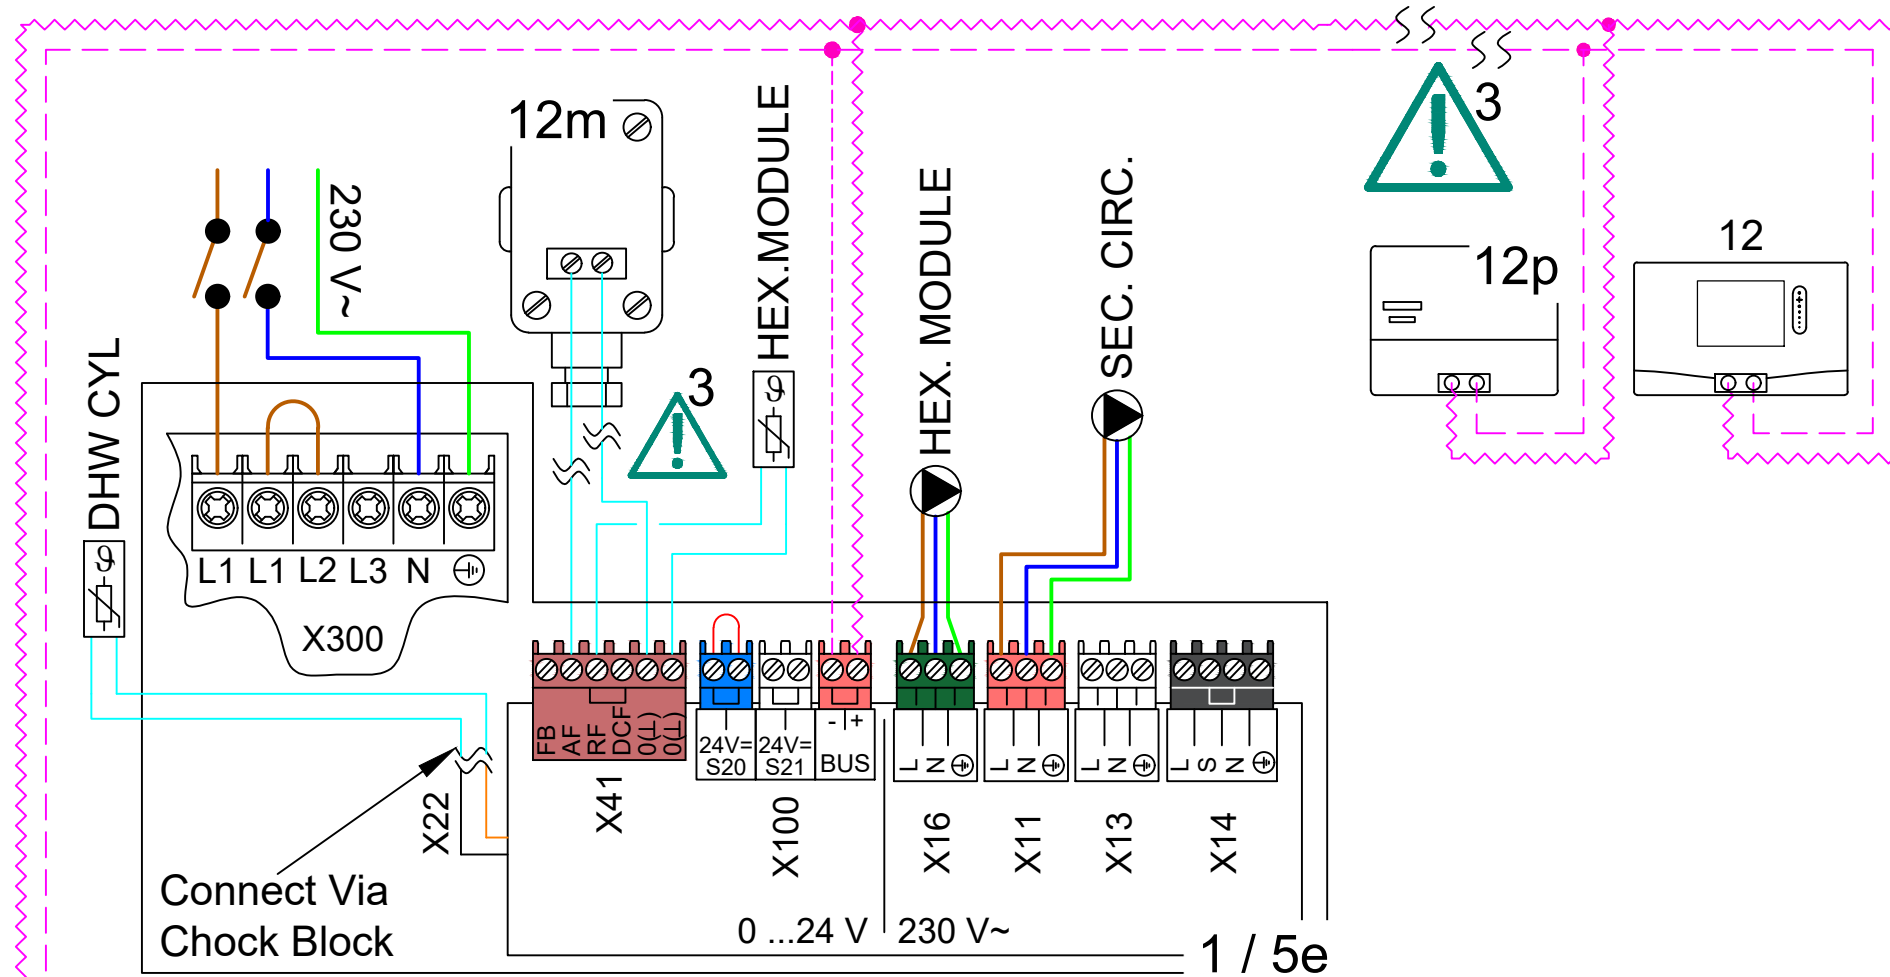 12m
HEX.MODULE
3
230 V~
HEX. MODULE
SEC. CIRC.
12p
12
DHW CYL
3
ϑ
ϑ
L1 L1 L2 L3 N
X300
FB
AF
RF
DCF
0(⊥)
0(⊥)
X41
24V=
S20
24V=
S21
- +
BUS
X100
L
N
X16
L
N
X11
L
N
X13
L
S
N
X14
X22
Connect Via
Chock Block
0 ...24 V
230 V~
1 / 5e